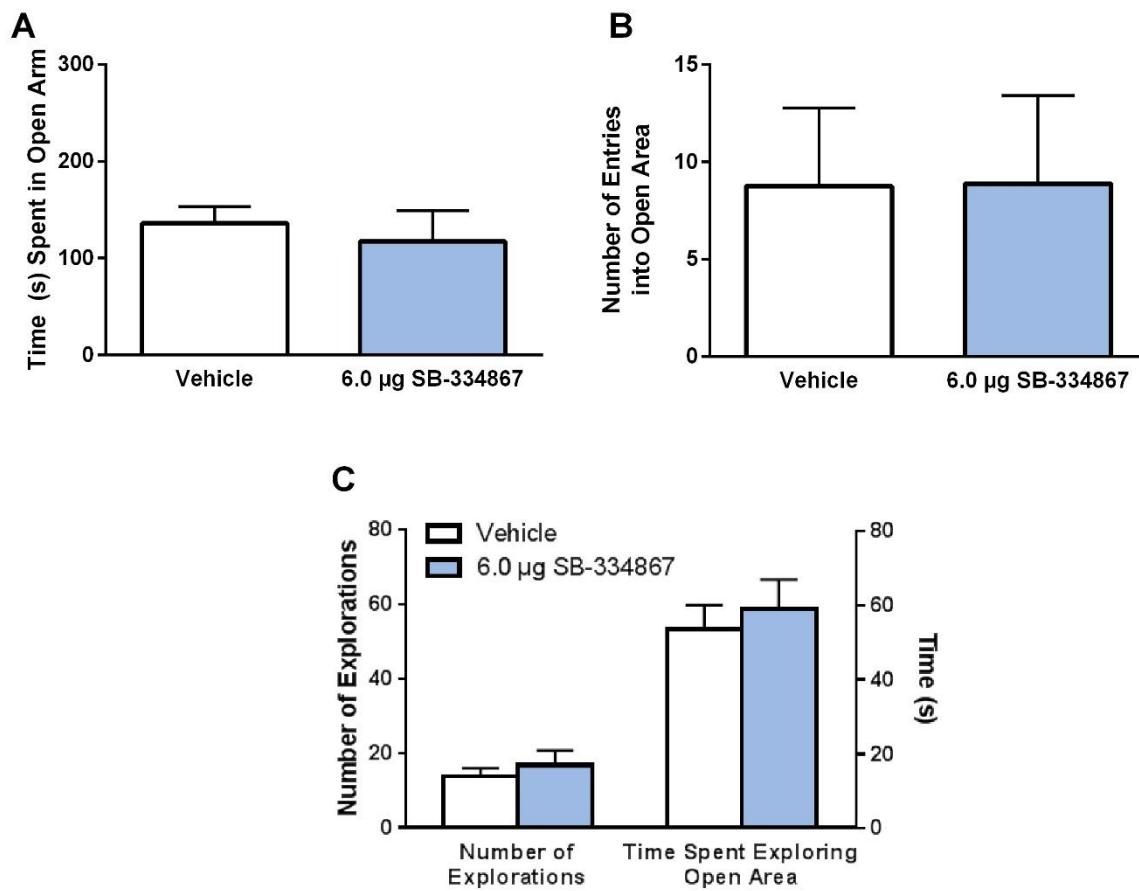 A
Time (s) Spent in Open Arm
300
200
100
0
Vehicle
6.0 µg SB-334867
B
Number of Entries
into Open Area
15
10
5
0
Vehicle
6.0 µg SB-334867
C
Number of Explorations
80
60
40
20
0
Vehicle
6.0 µg SB-334867
80
60
40
20
0
Time (s)
Number of
Explorations
Time Spent Exploring
Open Area